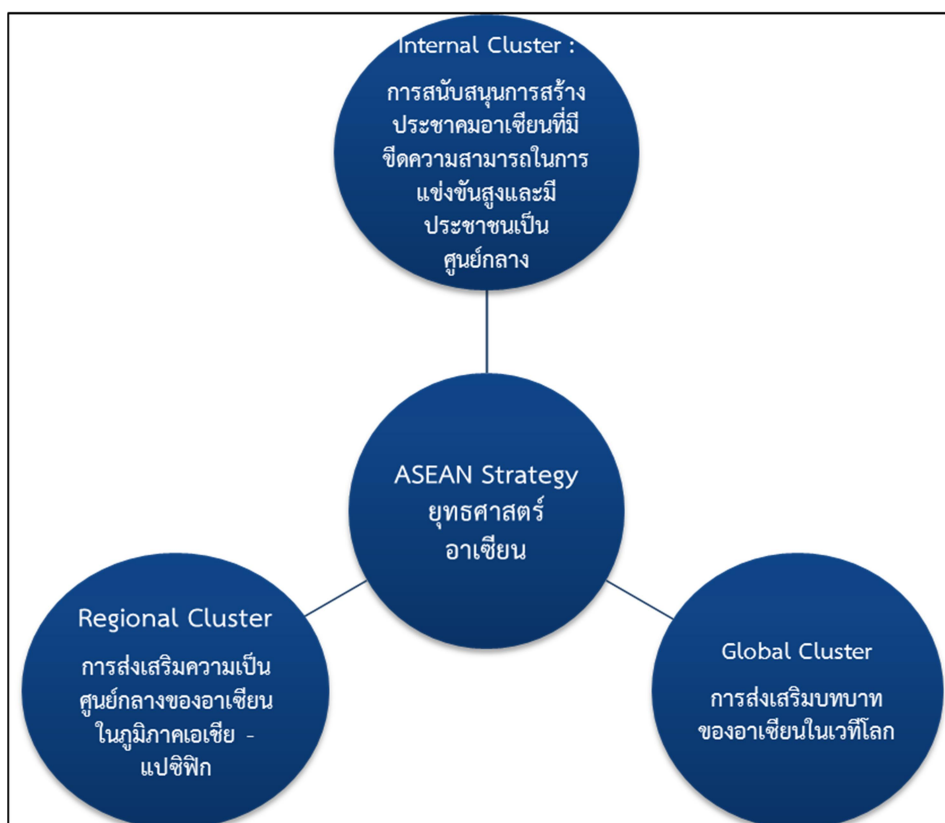 Internal Cluster :
การสนับสนุนการสร้าง
ประชาคมอาเซียนที่มี
ขีดความสามารถในการ
แข่งขันสูงและมี
ประชาชนเป็น
ศูนย์กลาง
ASEAN Strategy
ยุทธศาสตร์
อาเซียน
Regional Cluster
การส่งเสริมความเป็น
ศูนย์กลางของอาเซียน
ในภูมิภาคเอเชีย -
แปซิฟิก
Global Cluster
การส่งเสริมบทบาท
ของอาเซียนในเวทีโลก